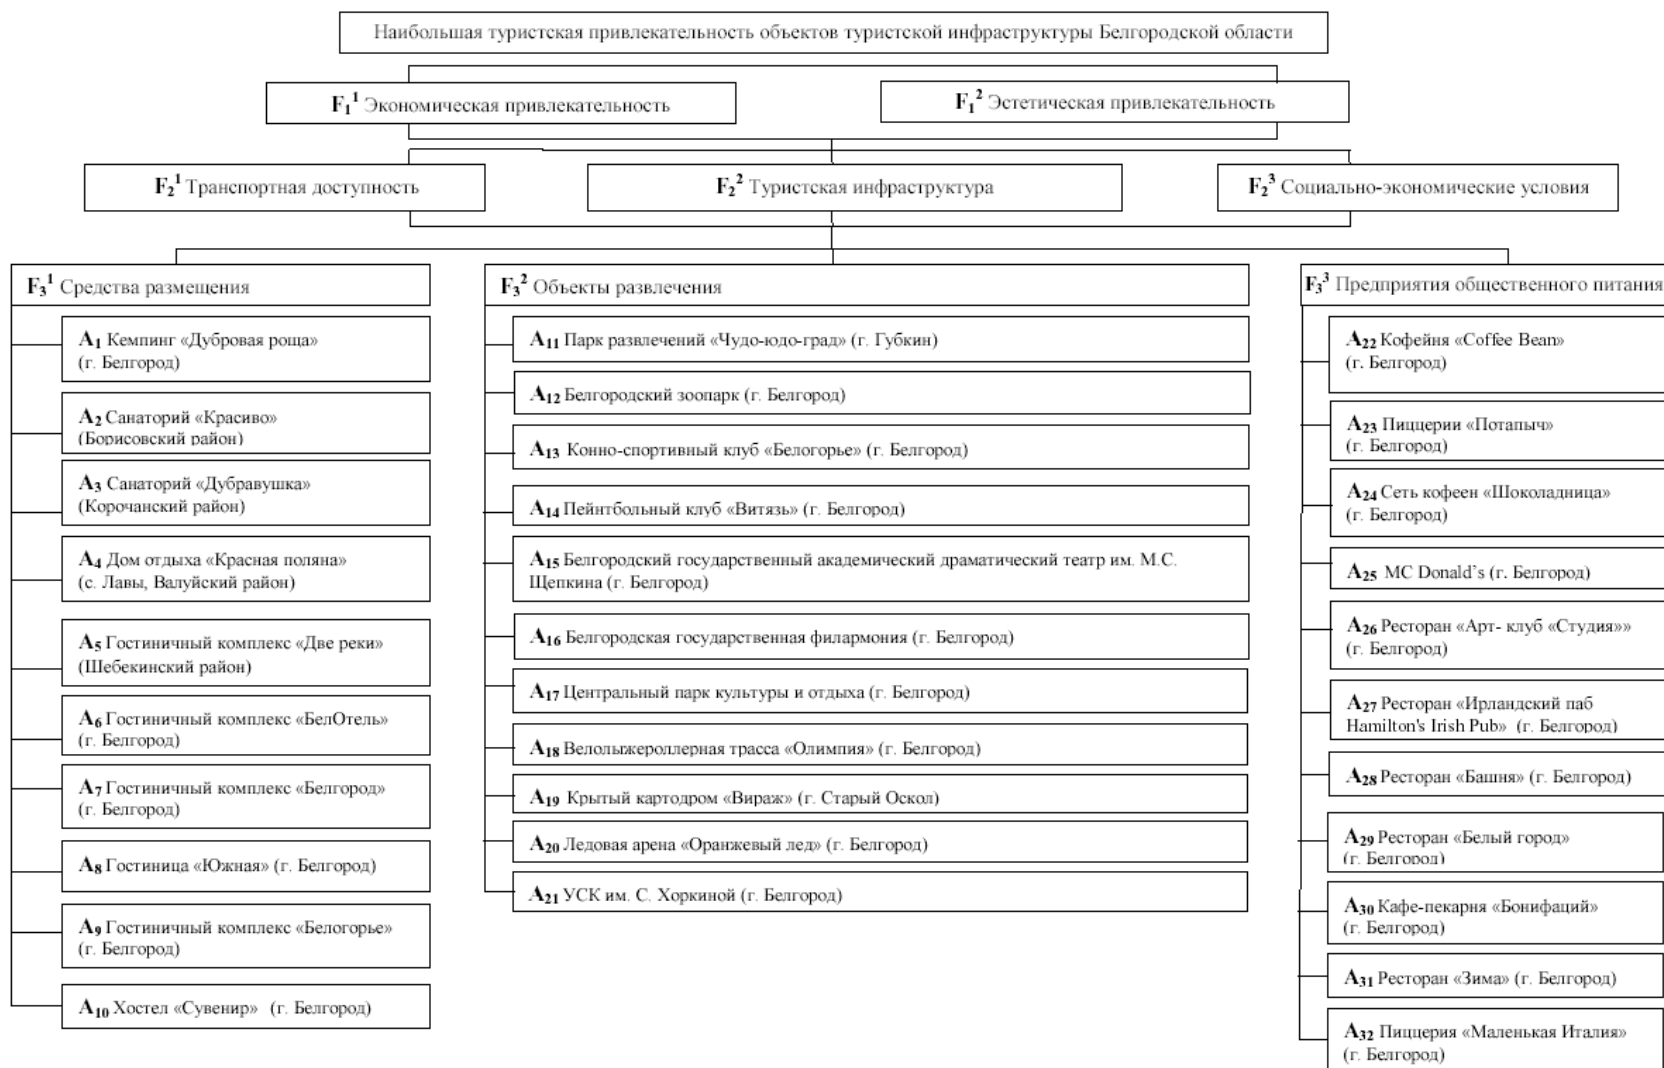 Наибольшая туристская привлекательность объектов туристской инфраструктуры Белгородской области
F₁¹ Экономическая привлекательность
F₁² Эстетическая привлекательность
F₂¹ Транспортная доступность
F₂² Туристская инфраструктура
F₂³ Социально-экономические условия
F₃¹ Средства размещения
A₁ Кемпинг «Дубровая роща»
(г. Белгород)
A₂ Санаторий «Красиво»
(Борисовский район)
A₃ Санаторий «Дубравушка»
(Корочанский район)
A₄ Дом отдыха «Красная поляна»
(с. Лавы, Валуйский район)
A₅ Гостиничный комплекс «Две реки»
(Шебекинский район)
A₆ Гостиничный комплекс «БелОтель»
(г. Белгород)
A₇ Гостиничный комплекс «Белгород»
(г. Белгород)
A₈ Гостиница «Южная» (г. Белгород)
A₉ Гостиничный комплекс «Белогорье»
(г. Белгород)
A₁₀ Хостел «Сувенир» (г. Белгород)
F₃² Объекты развлечения
A₁₁ Парк развлечений «Чудо-юдо-град» (г. Губкин)
A₁₂ Белгородский зоопарк (г. Белгород)
A₁₃ Конно-спортивный клуб «Белогорье» (г. Белгород)
A₁₄ Пейнтбольный клуб «Витязь» (г. Белгород)
A₁₅ Белгородский государственный академический драматический театр им. М.С.
Щепкина (г. Белгород)
A₁₆ Белгородская государственная филармония (г. Белгород)
A₁₇ Центральный парк культуры и отдыха (г. Белгород)
A₁₈ Велолыжероллерная трасса «Олимпия» (г. Белгород)
A₁₉ Крытый картодром «Вираж» (г. Старый Оскол)
A₂₀ Ледовая арена «Оранжевый лед» (г. Белгород)
A₂₁ УСК им. С. Хоркиной (г. Белгород)
F₃³ Предприятия общественного питания
A₂₂ Кофейня «Coffee Bean»
(г. Белгород)
A₂₃ Пиццерии «Потапыч»
(г. Белгород)
A₂₄ Сеть кофеен «Шоколадница»
(г. Белгород)
A₂₅ MC Donald's (г. Белгород)
A₂₆ Ресторан «Арт- клуб «Студия»»
(г. Белгород)
A₂₇ Ресторан «Ирландский паб
Hamilton's Irish Pub» (г. Белгород)
A₂₈ Ресторан «Башня» (г. Белгород)
A₂₉ Ресторан «Белый город»
(г. Белгород)
A₃₀ Кафе-пекарня «Бонифаций»
(г. Белгород)
A₃₁ Ресторан «Зима» (г. Белгород)
A₃₂ Пиццерия «Маленькая Италия»
(г. Белгород)